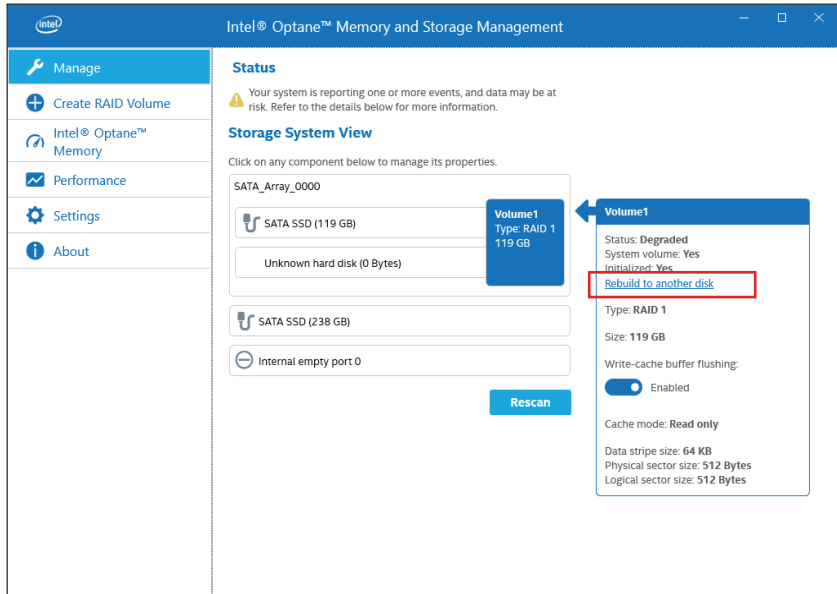 intel
Intel® Optane™ Memory and Storage Management
Manage
Create RAID Volume
Intel® Optane™
Memory
Performance
Settings
About
Status
Your system is reporting one or more events, and data may be at
risk. Refer to the details below for more information.
Storage System View
Click on any component below to manage its properties.
SATA_Array_0000
SATA SSD (119 GB)
Unknown hard disk (0 Bytes)
Volume1
Type: RAID 1
119 GB
SATA SSD (238 GB)
Internal empty port 0
Rescan
Volume1
Status: Degraded
System volume: Yes
Initialized: Yes
Rebuild to another disk
Type: RAID 1
Size: 119 GB
Write-cache buffer flushing:
Enabled
Cache mode: Read only
Data stripe size: 64 KB
Physical sector size: 512 Bytes
Logical sector size: 512 Bytes